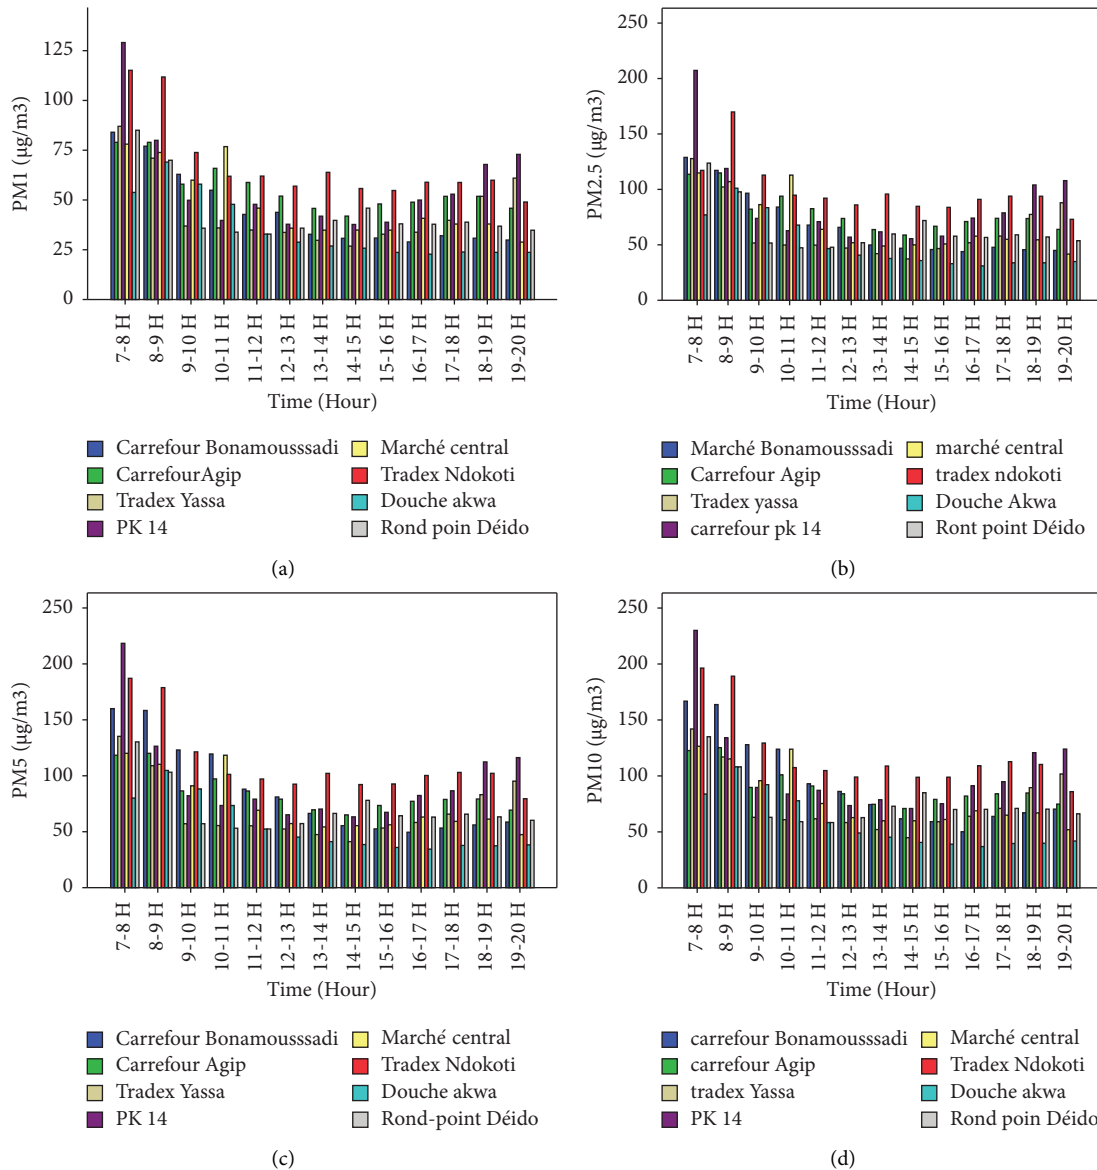 PM1 (µg/m3)
125
100
75
50
25
0
7-8 H
8-9 H
9-10 H
10-11 H
11-12 H
12-13 H
13-14 H
14-15 H
15-16 H
16-17 H
17-18 H
18-19 H
19-20 H
Time (Hour)
Carrefour Bonamousssadi
CarrefourAgip
Tradex Yassa
PK 14
Marché central
Tradex Ndokoti
Douche akwa
Rond poin Déido
(a)
PM2.5 (µg/m3)
250
200
150
100
50
0
7-8 H
8-9 H
9-10 H
10-11 H
11-12 H
12-13 H
13-14 H
14-15 H
15-16 H
16-17 H
17-18 H
18-19 H
19-20 H
Time (Hour)
Marché Bonamousssadi
Carrefour Agip
Tradex yassa
carrefour pk 14
marché central
tradex ndokoti
Douche Akwa
Ront point Déido
(b)
PM5 (µg/m3)
250
200
150
100
50
0
7-8 H
8-9 H
9-10 H
10-11 H
11-12 H
12-13 H
13-14 H
14-15 H
15-16 H
16-17 H
17-18 H
18-19 H
19-20 H
Time (Hour)
Carrefour Bonamousssadi
Carrefour Agip
Tradex Yassa
PK 14
Marché central
Tradex Ndokoti
Douche akwa
Rond-point Déido
(c)
PM10 (µg/m3)
250
200
150
100
50
0
7-8 H
8-9 H
9-10 H
10-11 H
11-12 H
12-13 H
13-14 H
14-15 H
15-16 H
16-17 H
17-18 H
18-19 H
19-20 H
Time (Hour)
carrefour Bonamousssadi
carrefour Agip
tradex Yassa
PK 14
Marché central
Tradex Ndokoti
Douche akwa
Rond poin Déido
(d)